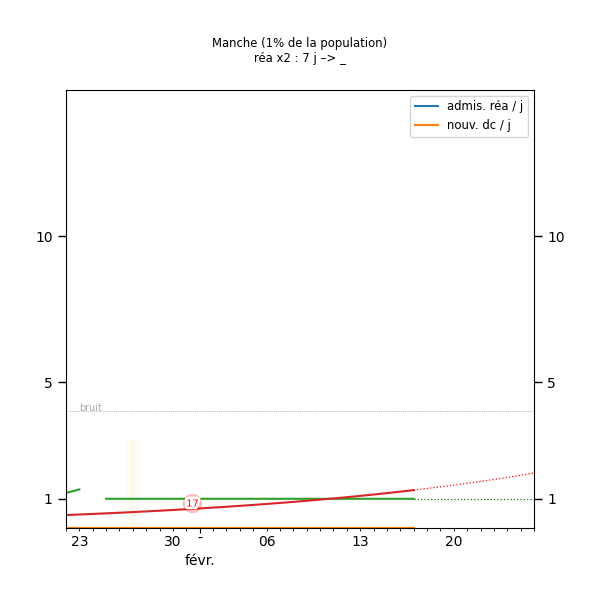 Manche (1% de la population)
réa x2 : 7 j –> _
admis. réa / j
nouv. dc / j
10 10
5 5
bruit
17
1 1
23 30 - 06 13 20
févr.